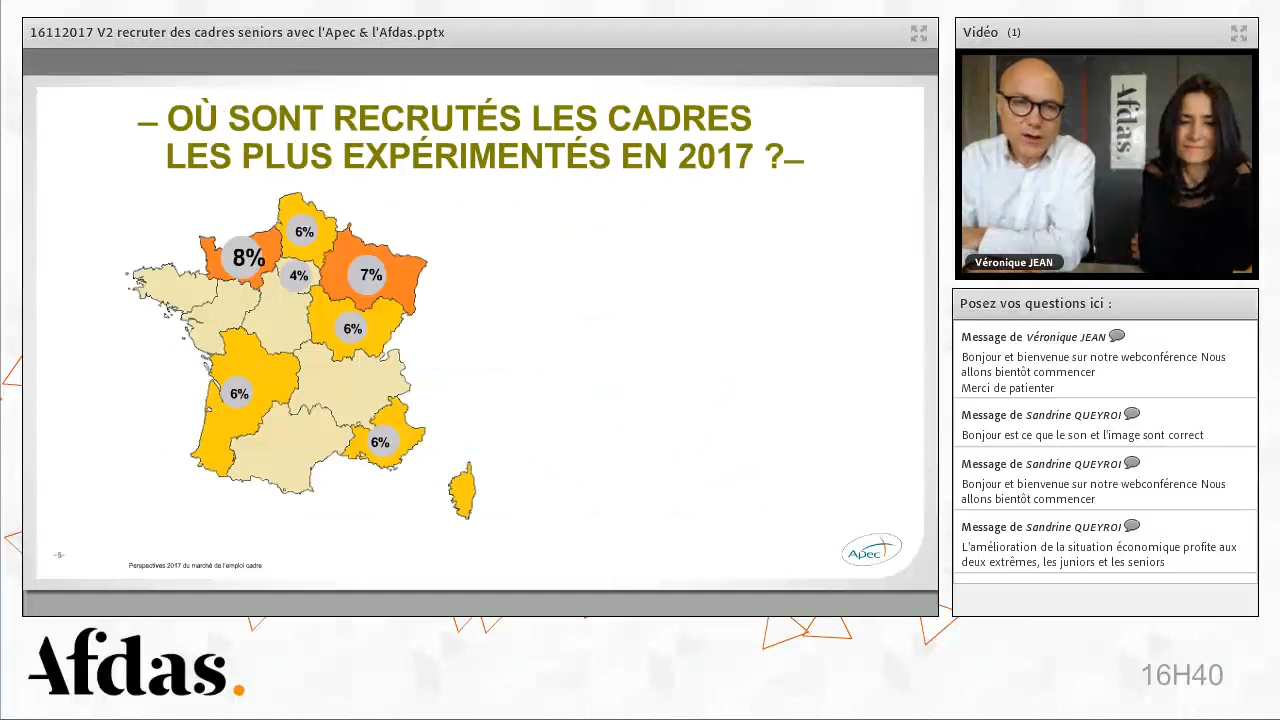 16112017 V2 recruter des cadres seniors avec l'Apec & l'Afdas.pptx
– OÙ SONT RECRUTÉS LES CADRES
LES PLUS EXPÉRIMENTÉS EN 2017 ?–
6%
8%
4%
7%
6%
6%
6%
-5-
Perspectives 2017 du marché de l'emploi cadre
Apec
Vidéo (1)
Afdas.
Véronique JEAN
Posez vos questions ici :
Message de Véronique JEAN
Bonjour et bienvenue sur notre webconférence Nous
allons bientôt commencer
Merci de patienter
Message de Sandrine QUEYROI
Bonjour est ce que le son et l'image sont correct
Message de Sandrine QUEYROI
Bonjour et bienvenue sur notre webconférence Nous
allons bientôt commencer
Message de Sandrine QUEYROI
L'amélioration de la situation économique profite aux
deux extrêmes, les juniors et les seniors
Afdas.
16H40